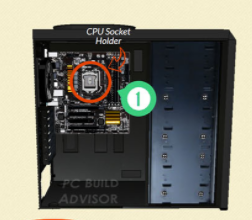 CPU Socket
Holder
1
PC BUILD
ADVISOR